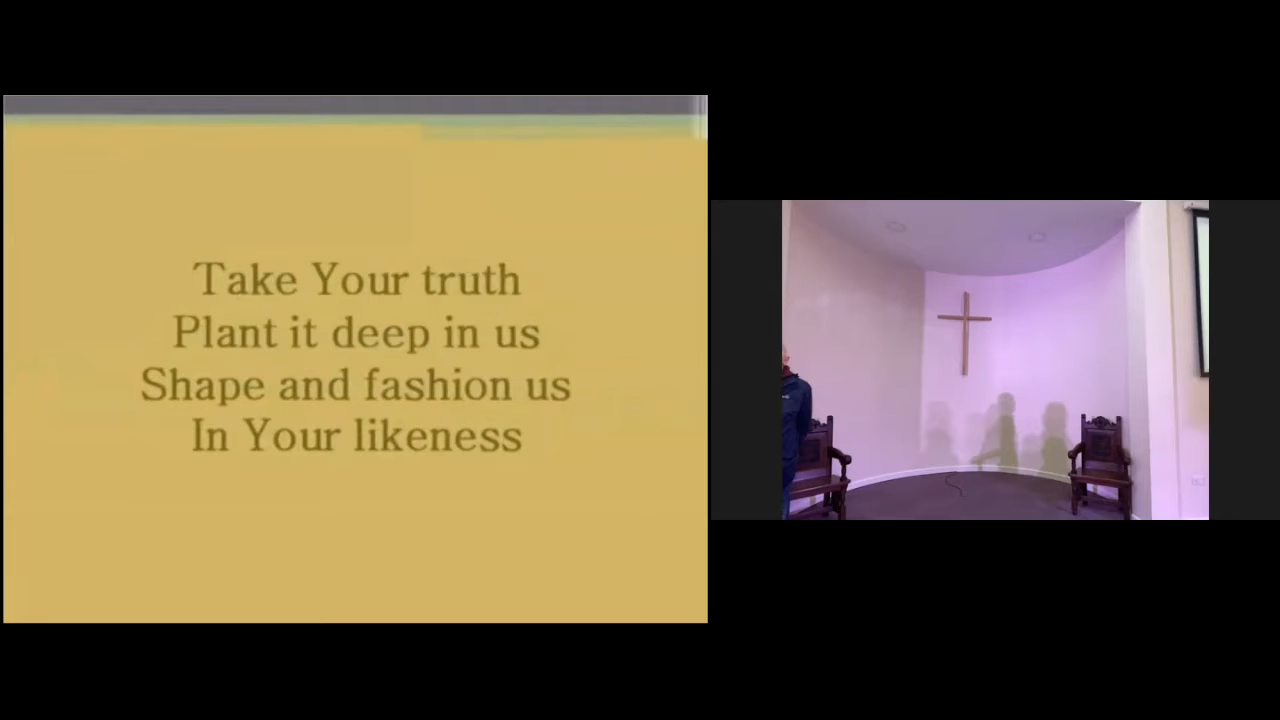 Take Your truth
Plant it deep in us
Shape and fashion us
In Your likeness